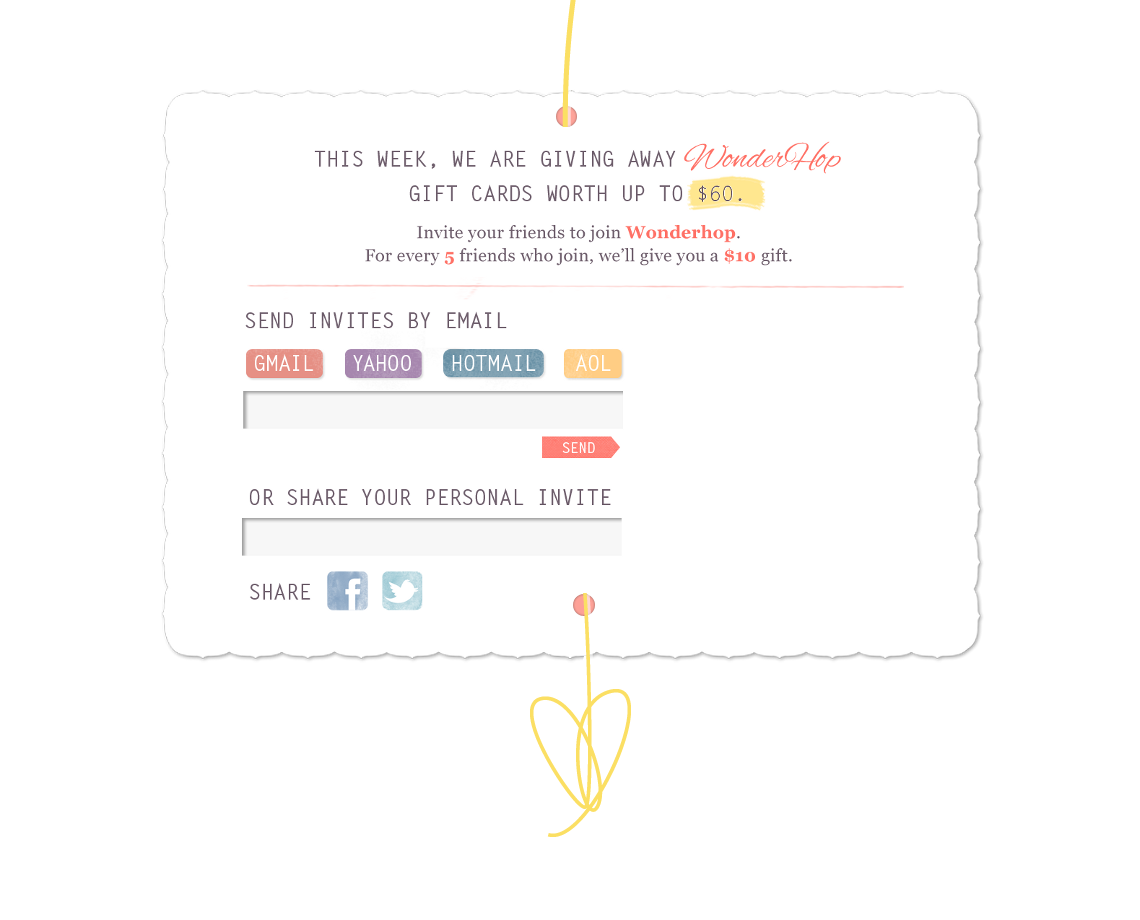 THIS WEEK, WE ARE GIVING AWAY WonderHop
GIFT CARDS WORTH UP TO $60.
Invite your friends to join Wonderhop.
For every 5 friends who join, we'll give you a $10 gift.
SEND INVITES BY EMAIL
GMAIL YAHOO HOTMAIL AOL
SEND
OR SHARE YOUR PERSONAL INVITE
SHARE